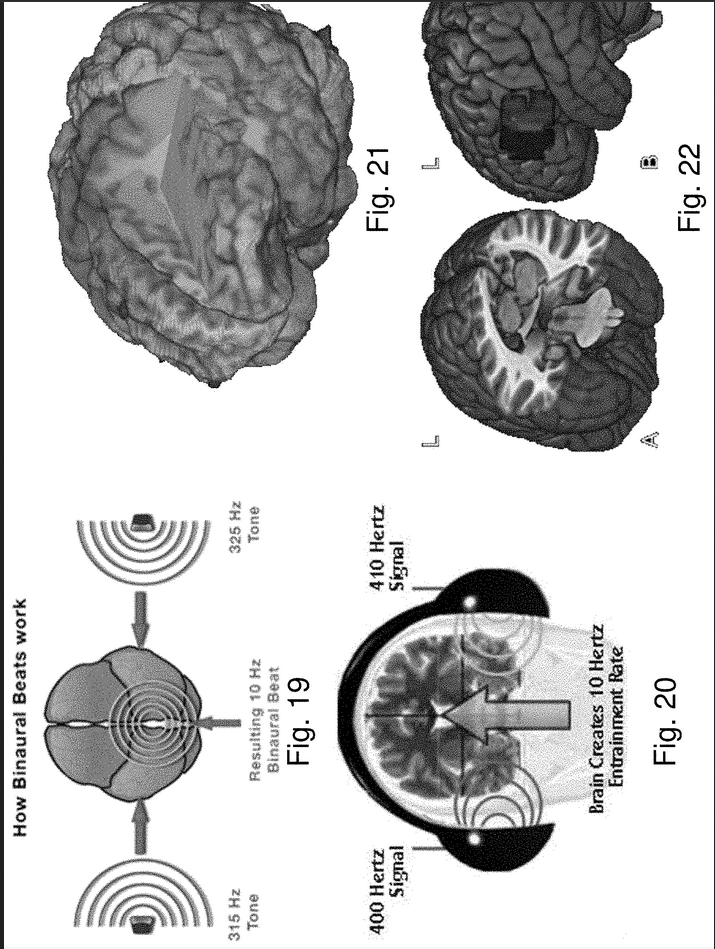 How Binaural Beats work
315 Hz
Tone
325 Hz
Tone
Resulting 10 Hz
Binaural Beat
Fig. 19
400 Hertz
Signal
410 Hertz
Signal
Brain Creates 10 Hertz
Entrainment Rate
Fig. 20
Fig. 21
L
L
A
B
Fig. 22